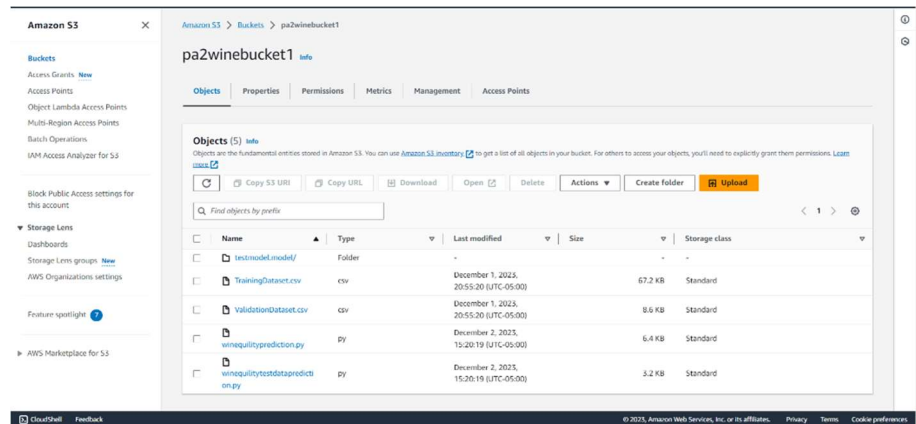 Amazon S3
Amazon S3 > Buckets > pa2winebucket1
Buckets
Access Grants New
Access Points
Object Lambda Access Points
Multi-Region Access Points
Batch Operations
IAM Access Analyzer for S3
Block Public Access settings for
this account
Storage Lens
Dashboards
Storage Lens groups New
AWS Organizations settings
Feature spotlight 7
AWS Marketplace for S3
pa2winebucket1 Info
Objects Properties Permissions Metrics Management Access Points
Objects (5) Info
Objects are the fundamental entities stored in Amazon S3. You can use Amazon S3 inventory to get a list of all objects in your bucket. For others to access your objects, you'll need to explicitly grant them permissions. Learn
more
Copy S3 URI Copy URL Download Open Delete Actions Create folder Upload
Find objects by prefix
1
Name Type Last modified Size Storage class
testmodel.model/ Folder - - -
TrainingDataset.csv csv December 1, 2023, 20:55:20 (UTC-05:00) 67.2 KB Standard
ValidationDataset.csv csv December 1, 2023, 20:55:20 (UTC-05:00) 8.6 KB Standard
winequilityprediction.py py December 2, 2023, 15:20:19 (UTC-05:00) 6.4 KB Standard
winequilitytestdatapredicti
on.py py December 2, 2023, 15:20:19 (UTC-05:00) 3.2 KB Standard
CloudShell Feedback © 2023, Amazon Web Services, Inc. or its affiliates. Privacy Terms Cookie preferences